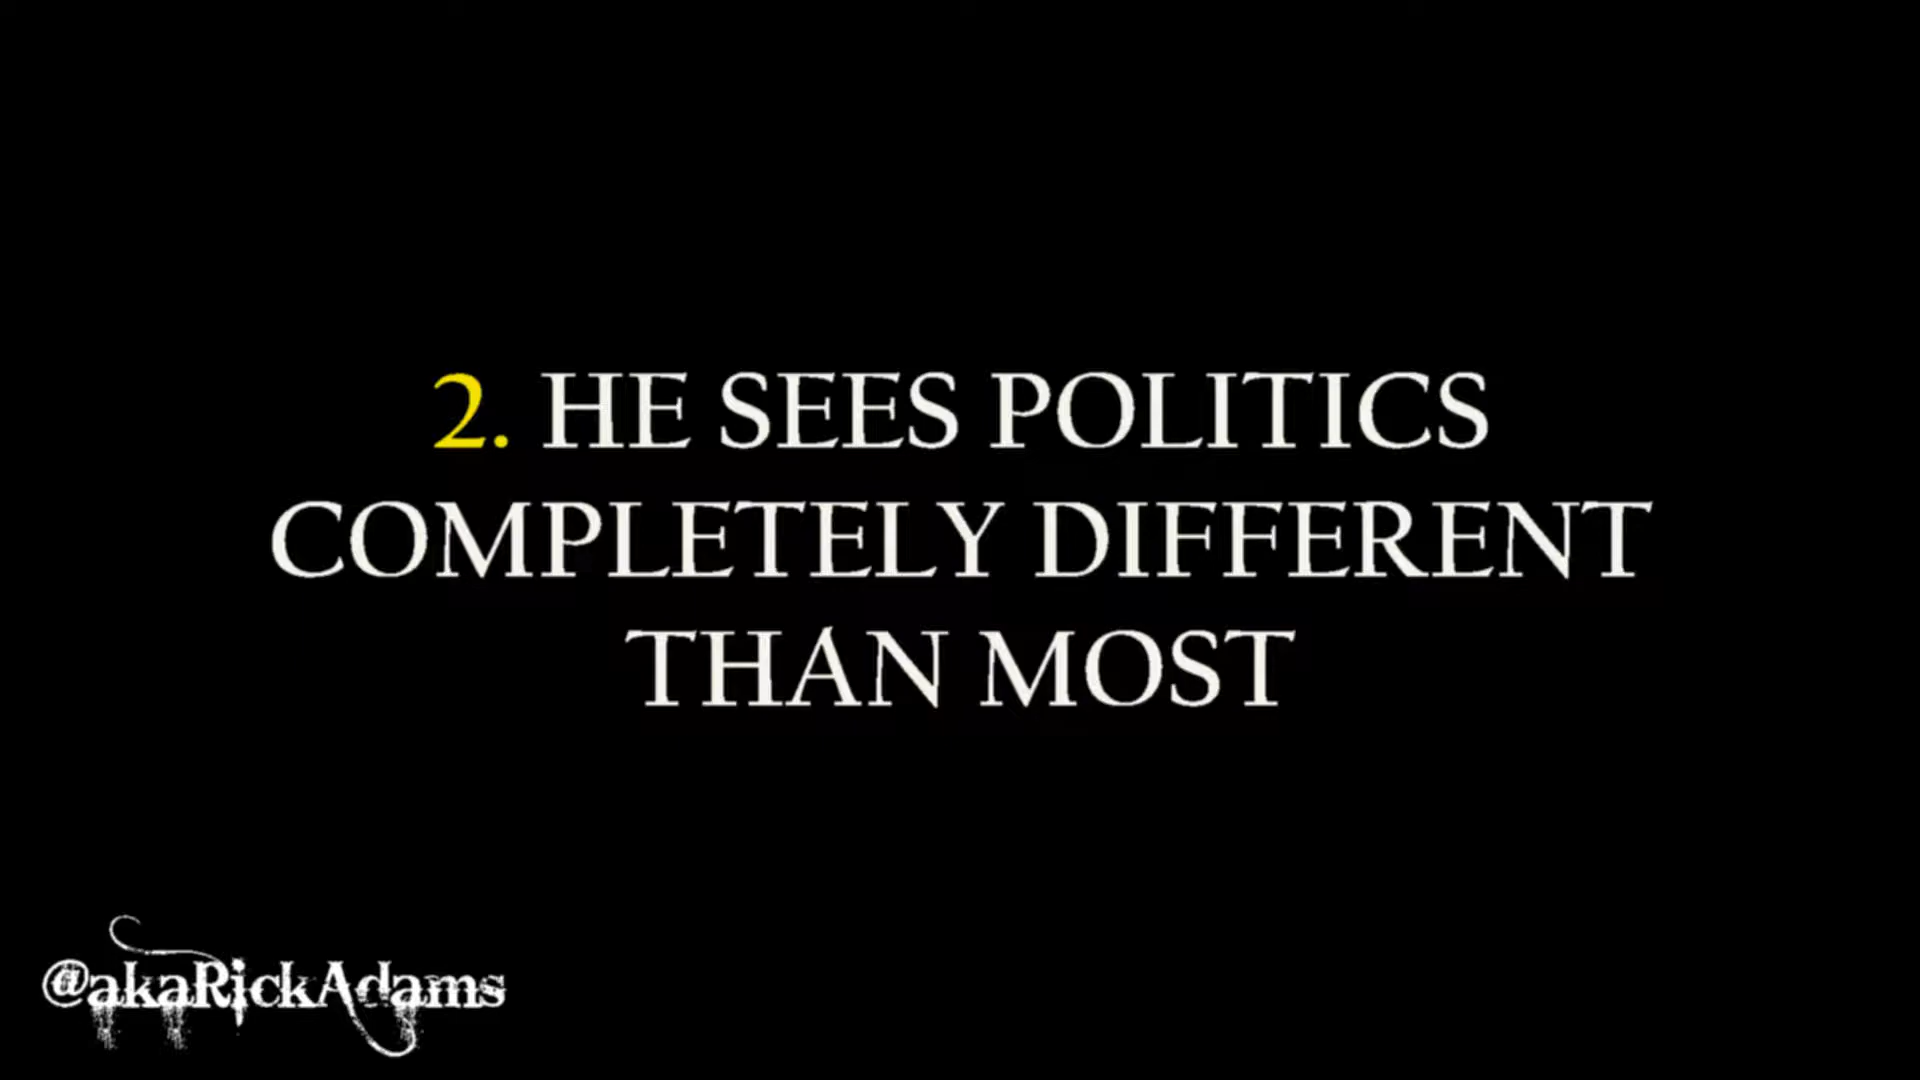 2. HE SEES POLITICS
COMPLETELY DIFFERENT
THAN MOST
@akaRickAdams